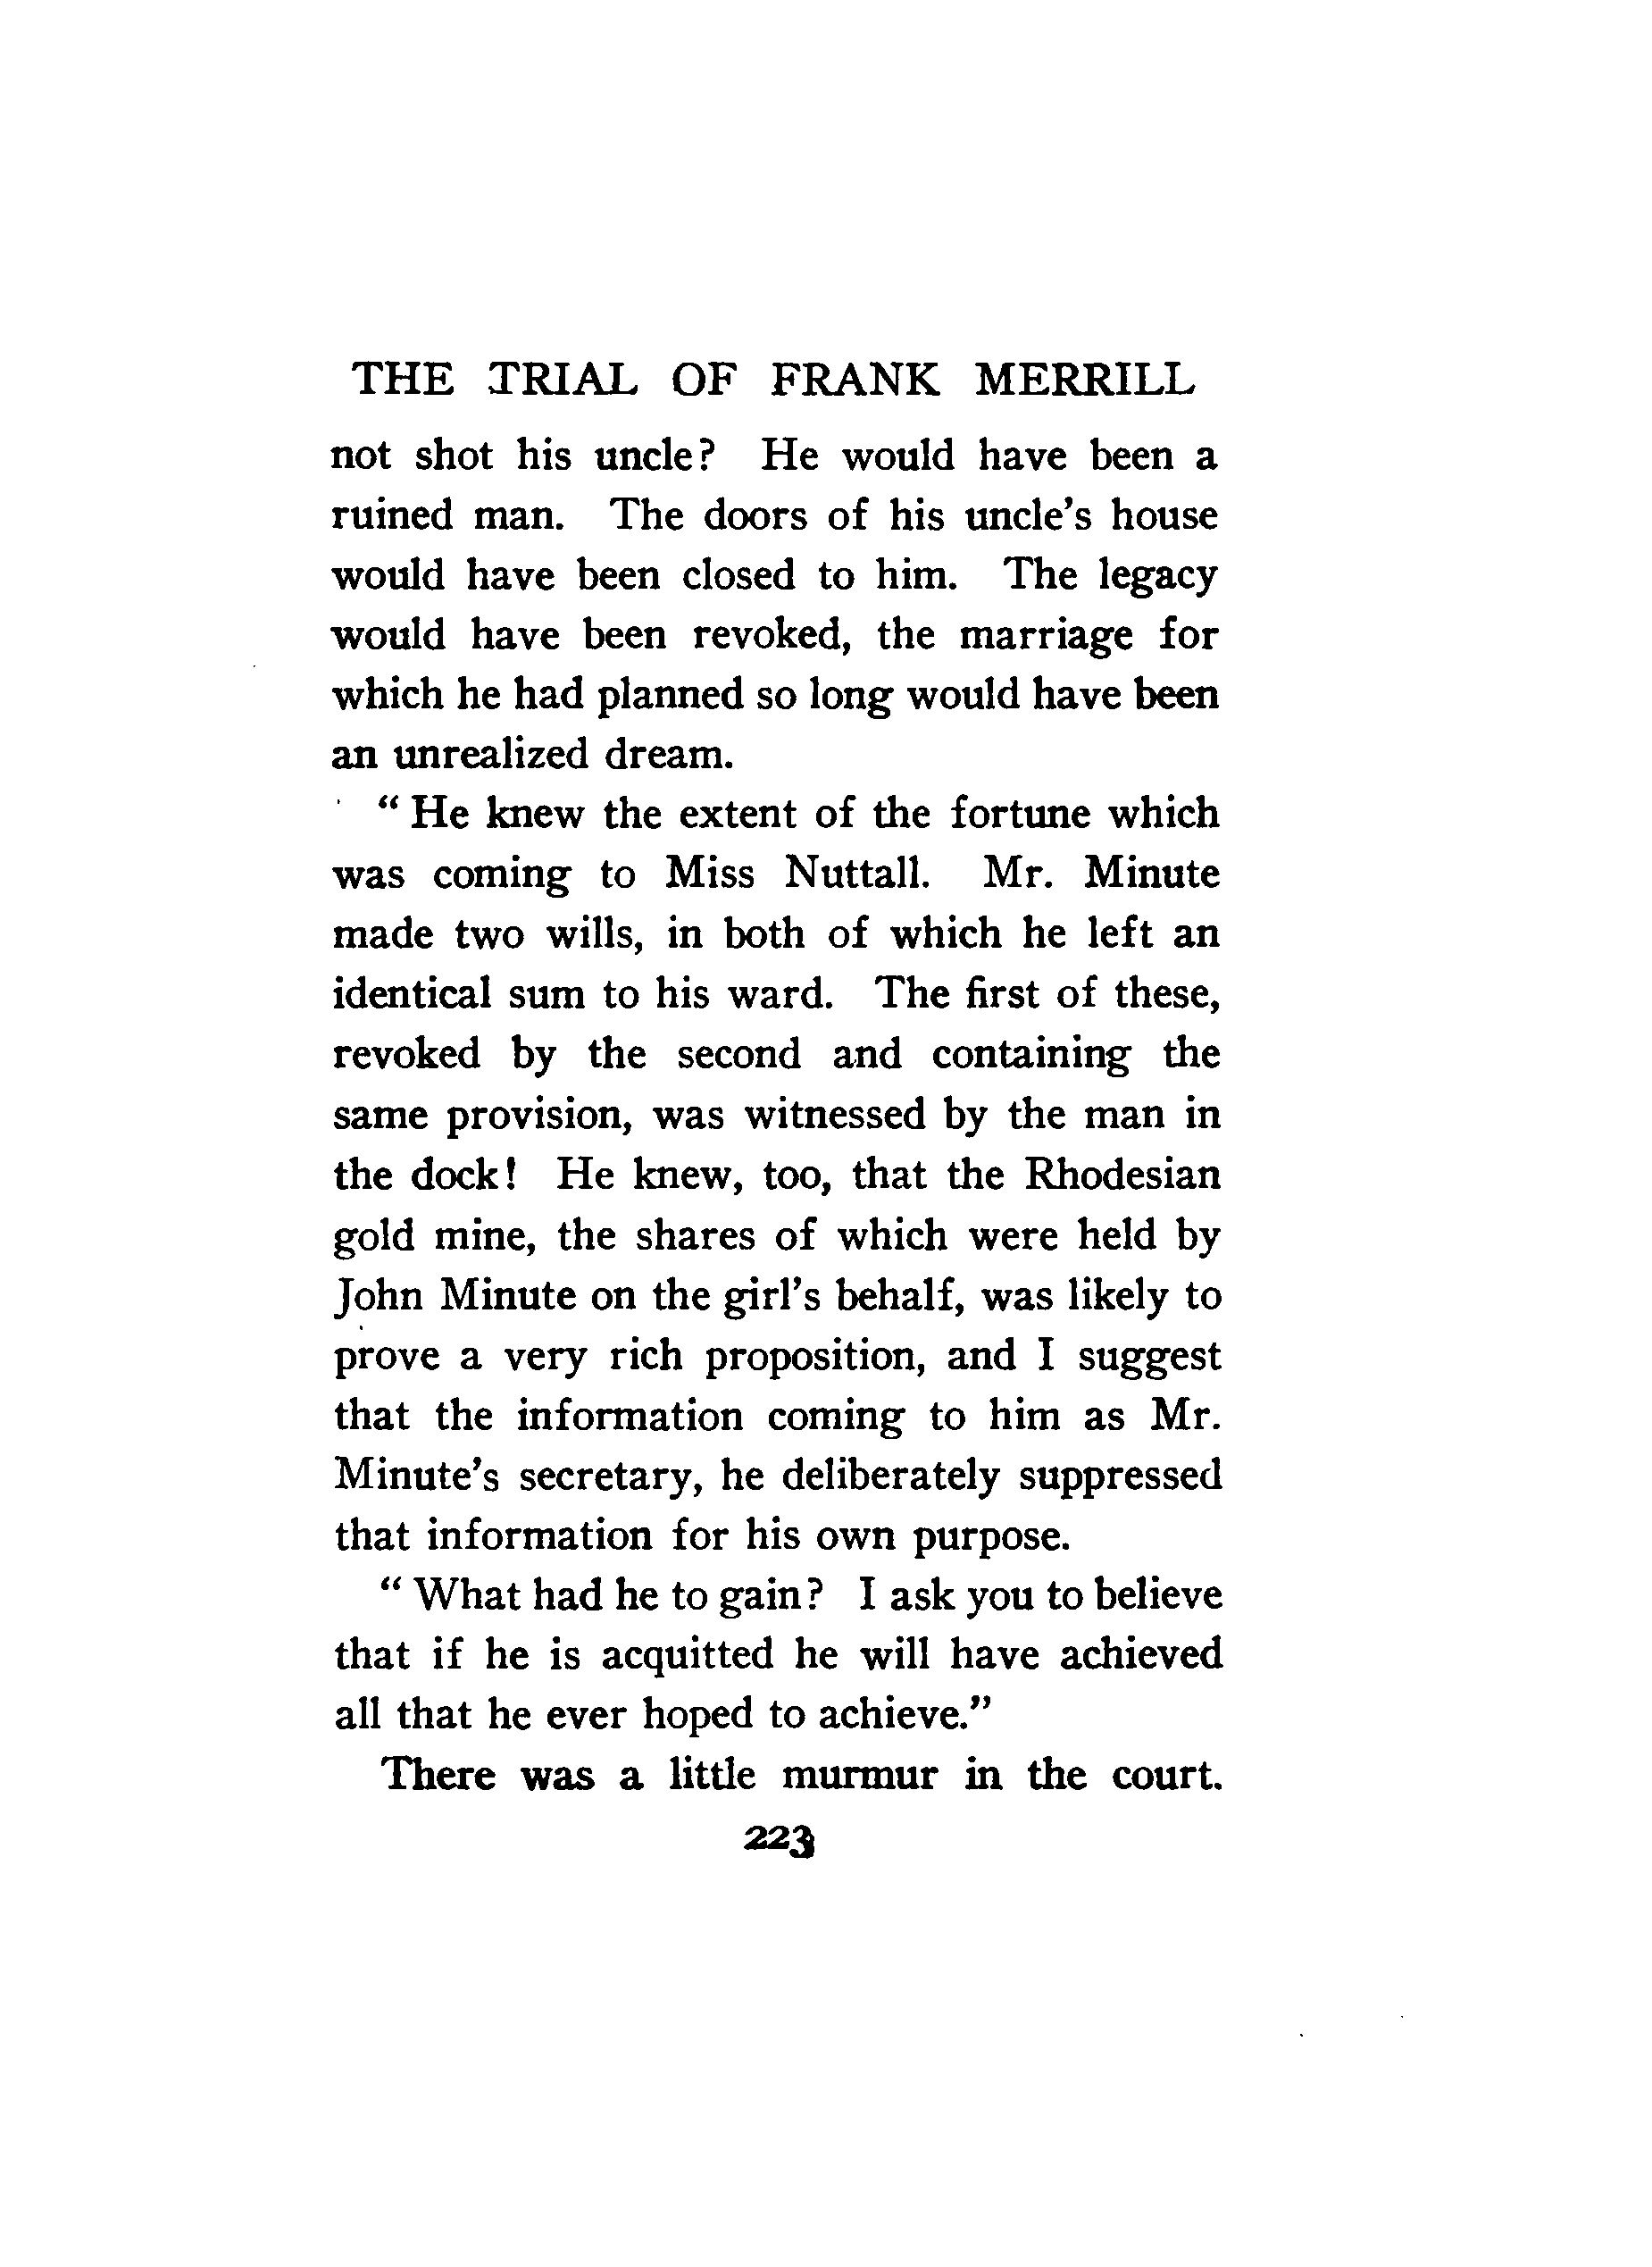 THE TRIAL OF FRANK MERRILL
not shot his uncle? He would have been a
ruined man. The doors of his uncle's house
would have been closed to him. The legacy
would have been revoked, the marriage for
which he had planned so long would have been
an unrealized dream.
“ He knew the extent of the fortune which
was coming to Miss Nuttall. Mr. Minute
made two wills, in both of which he left an
identical sum to his ward. The first of these,
revoked by the second and containing the
same provision, was witnessed by the man in
the dock! He knew, too, that the Rhodesian
gold mine, the shares of which were held by
John Minute on the girl's behalf, was likely to
prove a very rich proposition, and I suggest
that the information coming to him as Mr.
Minute's secretary, he deliberately suppressed
that information for his own purpose.
“ What had he to gain? I ask you to believe
that if he is acquitted he will have achieved
all that he ever hoped to achieve.”
There was a little murmur in the court.
223